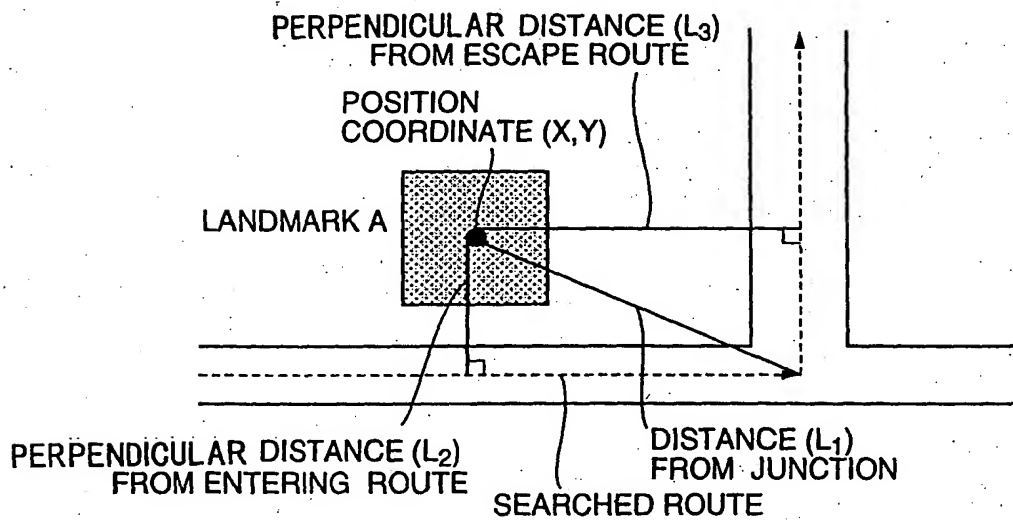 PERPENDICULAR DISTANCE (L3)
FROM ESCAPE ROUTE
POSITION
COORDINATE (X,Y)
LANDMARK A
PERPENDICULAR DISTANCE (L2)
FROM ENTERING ROUTE
DISTANCE (L1)
FROM JUNCTION
SEARCHED ROUTE